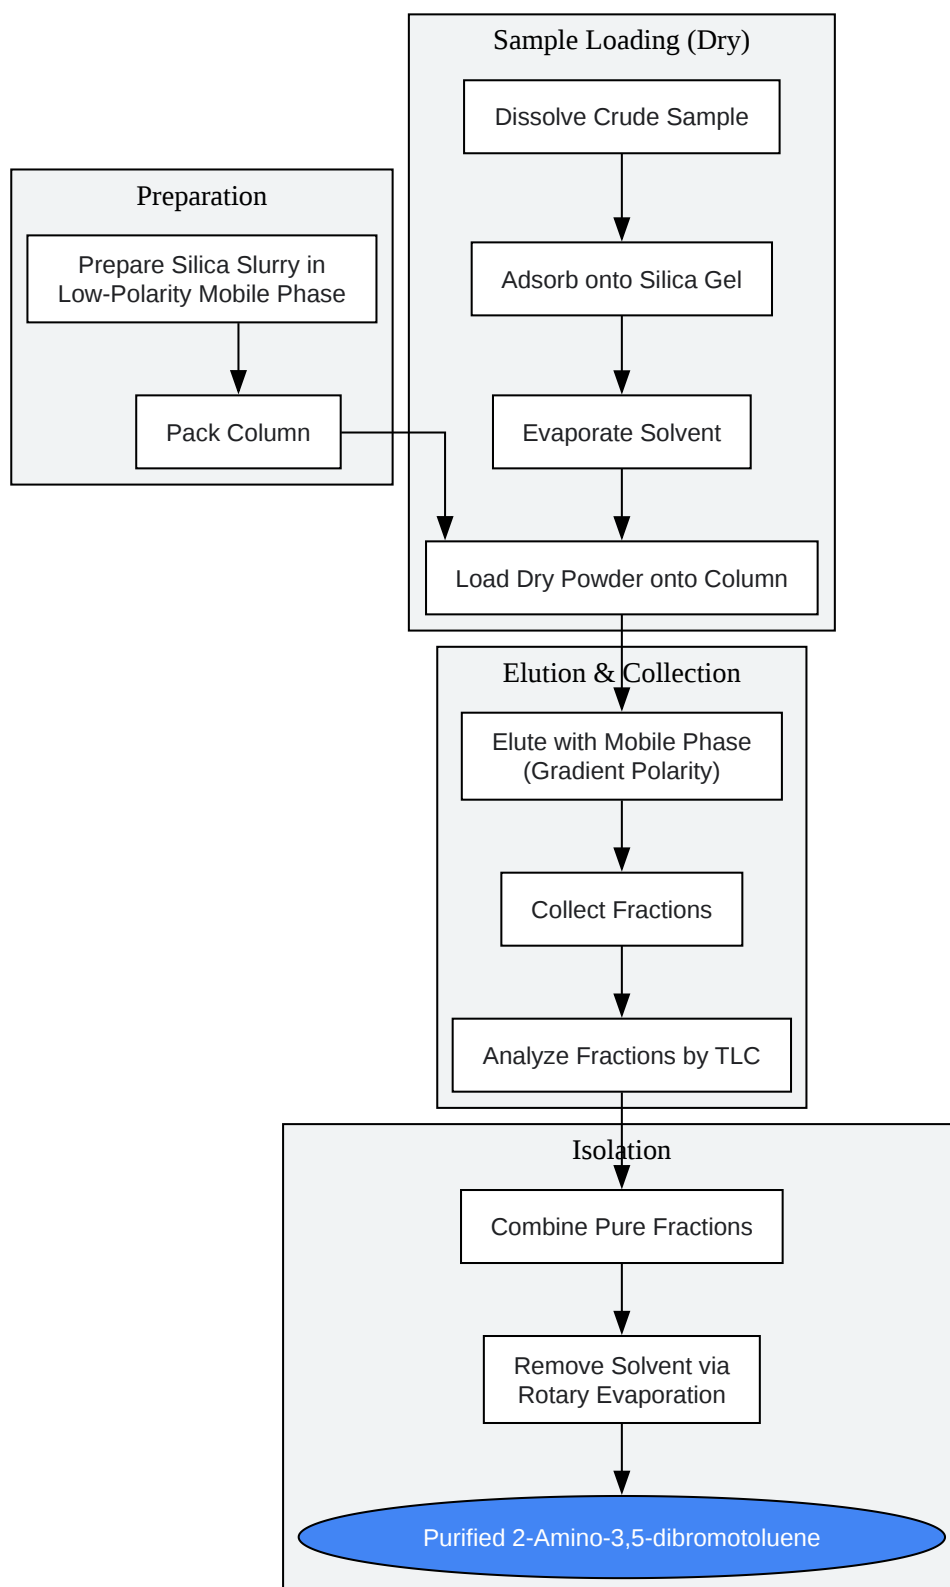 Sample Loading (Dry)
Dissolve Crude Sample
Preparation
Prepare Silica Slurry in
Low-Polarity Mobile Phase
Adsorb onto Silica Gel
Pack Column
Evaporate Solvent
Load Dry Powder onto Column
Elution & Collection
Elute with Mobile Phase
(Gradient Polarity)
Collect Fractions
Analyze Fractions by TLC
Isolation
Combine Pure Fractions
Remove Solvent via
Rotary Evaporation
Purified 2-Amino-3,5-dibromotoluene